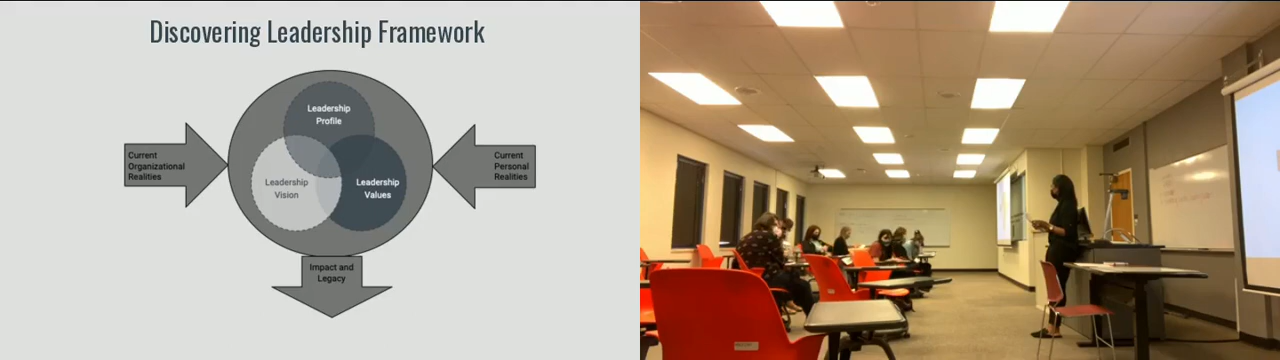 Discovering Leadership Framework
Leadership
Profile
Current
Organizational
Realities
Current
Personal
Realities
Leadership
Vision
Leadership
Values
Impact and
Legacy